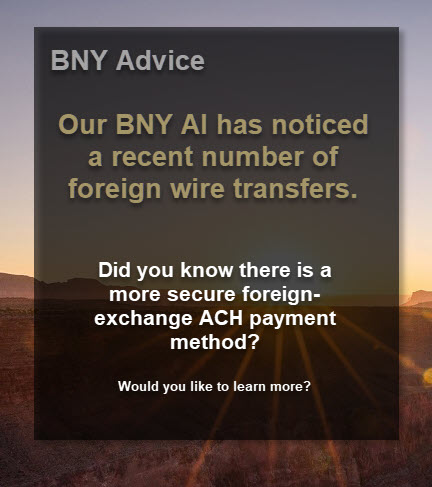 BNY Advice
Our BNY AI has noticed
a recent number of
foreign wire transfers.
Did you know there is a
more secure foreign-
exchange ACH payment
method?
Would you like to learn more?